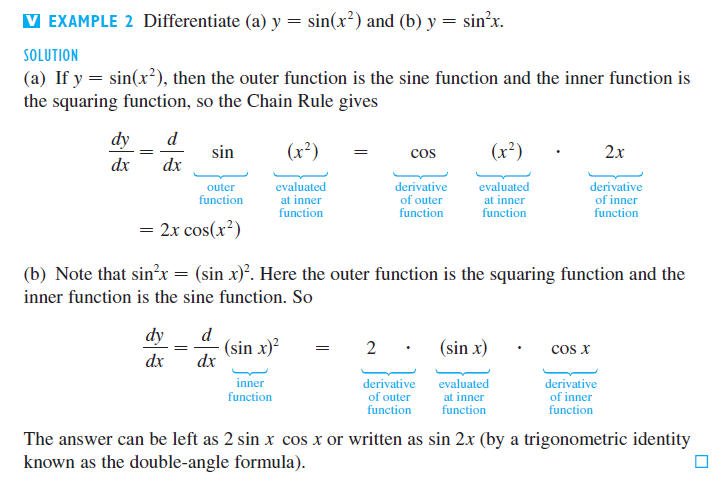 V EXAMPLE 2 Differentiate (a) y = sin(x²) and (b) y = sin²x.
SOLUTION
(a) If y = sin(x²), then the outer function is the sine function and the inner function is
the squaring function, so the Chain Rule gives
dy/dx = d/dx sin (x²) = cos (x²) · 2x
outer evaluated derivative evaluated derivative
function at inner of outer at inner of inner
function function function function
= 2x cos(x²)
(b) Note that sin²x = (sin x)². Here the outer function is the squaring function and the
inner function is the sine function. So
dy/dx = d/dx (sin x)² = 2 · (sin x) · cos x
inner derivative evaluated derivative
function of outer at inner of inner
function function function
The answer can be left as 2 sin x cos x or written as sin 2x (by a trigonometric identity
known as the double-angle formula).